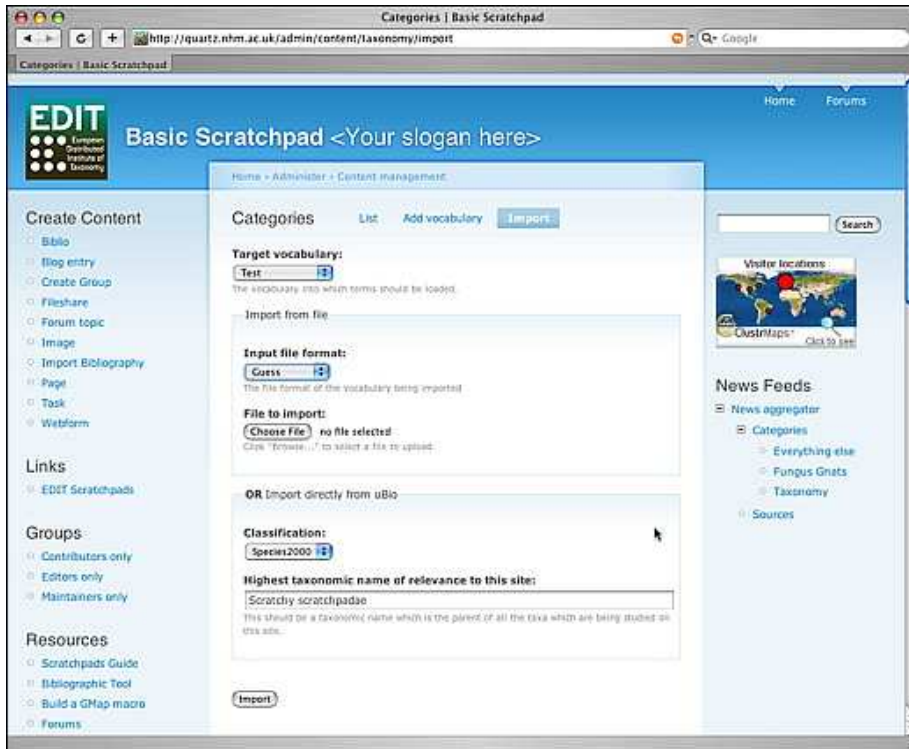 Categories | Basic Scratchpad
http://quartz.nhm.ac.uk/admin/content/taxonomy/import
Google
Categories | Basic Scratchpad
Home Forums
EDIT
European
Distributed
Institute of
Taxonomy
Basic Scratchpad <Your slogan here>
Home » Administer » Content management
Create Content
Biblio
Blog entry
Create Group
Fileshare
Forum topic
Image
Import Bibliography
Page
Task
Webform
Links
EDIT Scratchpads
Groups
Contributors only
Editors only
Maintainers only
Resources
Scratchpads Guide
Bibliographic Tool
Build a GMap macro
Forums
Categories List Add vocabulary Import
Target vocabulary:
Test
The vocabulary into which terms should be loaded.
Import from file
Input file format:
Guess
The file format of the vocabulary being imported
File to import:
Choose File no file selected
Click "Browse..." to select a file to upload.
OR Import directly from uBio
Classification:
Species2000
Highest taxonomic name of relevance to this site:
Scratchy scratchpadae
This should be a taxonomic name which is the parent of all the taxa which are being studied on
this site.
Import
Search
Visitor locations
ClustrMaps
Click to see
News Feeds
News aggregator
Categories
Everything else
Fungus Gnats
Taxonomy
Sources